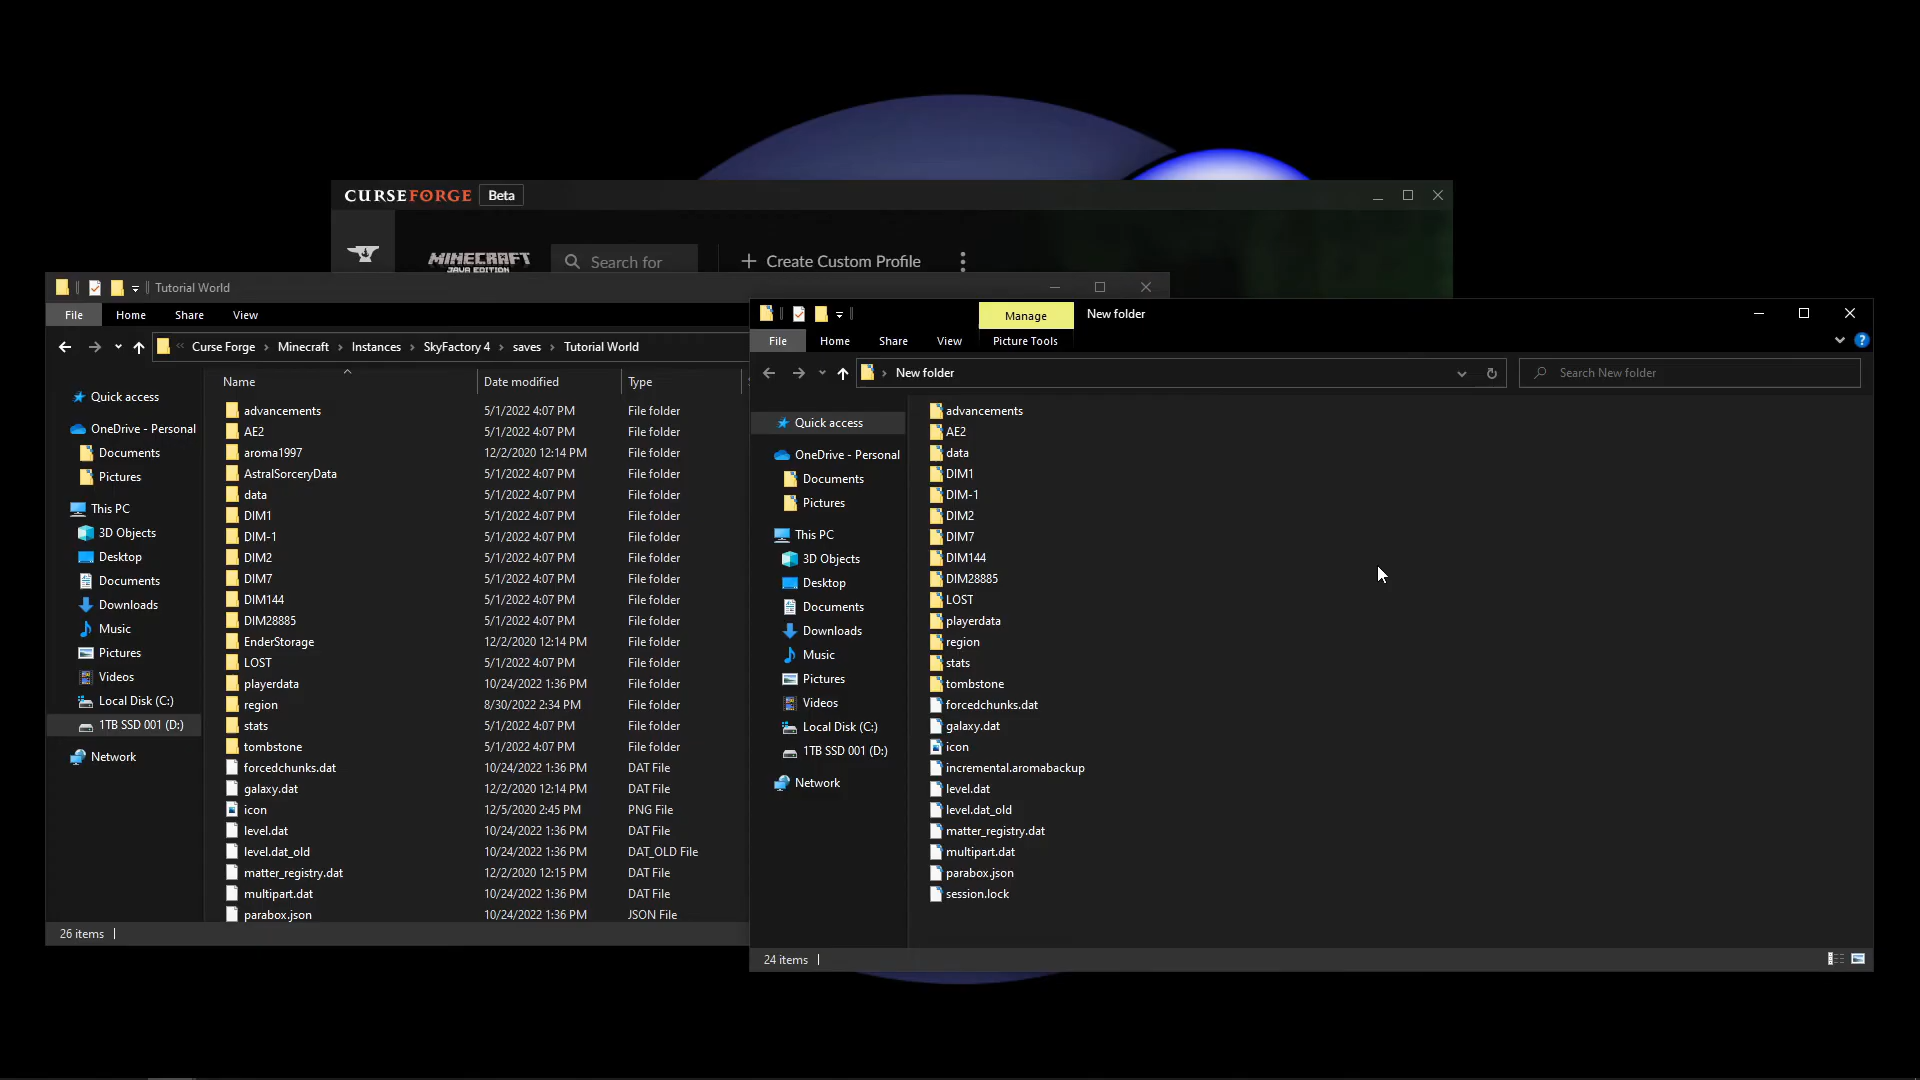 CURSEFORGE Beta
MINECRAFT
JAVA EDITION
Search for
Create Custom Profile
Tutorial World
File Home Share View
Curse Forge › Minecraft › Instances › SkyFactory 4 › saves › Tutorial World
Name Date modified Type
Quick access
OneDrive - Personal
Documents
Pictures
This PC
3D Objects
Desktop
Documents
Downloads
Music
Pictures
Videos
Local Disk (C:)
1TB SSD 001 (D:)
Network
advancements 5/1/2022 4:07 PM File folder
AE2 5/1/2022 4:07 PM File folder
aroma1997 12/2/2020 12:14 PM File folder
AstralSorceryData 5/1/2022 4:07 PM File folder
data 5/1/2022 4:07 PM File folder
DIM1 5/1/2022 4:07 PM File folder
DIM-1 5/1/2022 4:07 PM File folder
DIM2 5/1/2022 4:07 PM File folder
DIM7 5/1/2022 4:07 PM File folder
DIM144 5/1/2022 4:07 PM File folder
DIM28885 5/1/2022 4:07 PM File folder
EnderStorage 12/2/2020 12:14 PM File folder
LOST 5/1/2022 4:07 PM File folder
playerdata 10/24/2022 1:36 PM File folder
region 8/30/2022 2:34 PM File folder
stats 5/1/2022 4:07 PM File folder
tombstone 5/1/2022 4:07 PM File folder
forcedchunks.dat 10/24/2022 1:36 PM DAT File
galaxy.dat 12/2/2020 12:14 PM DAT File
icon 12/5/2020 2:45 PM PNG File
level.dat 10/24/2022 1:36 PM DAT File
level.dat_old 10/24/2022 1:36 PM DAT_OLD File
matter_registry.dat 12/2/2020 12:15 PM DAT File
multipart.dat 10/24/2022 1:36 PM DAT File
parabox.json 10/24/2022 1:36 PM JSON File
26 items
Manage New folder
File Home Share View Picture Tools
New folder
Search New folder
Quick access
OneDrive - Personal
Documents
Pictures
This PC
3D Objects
Desktop
Documents
Downloads
Music
Pictures
Videos
Local Disk (C:)
1TB SSD 001 (D:)
Network
advancements
AE2
data
DIM1
DIM-1
DIM2
DIM7
DIM144
DIM28885
LOST
playerdata
region
stats
tombstone
forcedchunks.dat
galaxy.dat
icon
incremental.aromabackup
level.dat
level.dat_old
matter_registry.dat
multipart.dat
parabox.json
session.lock
24 items